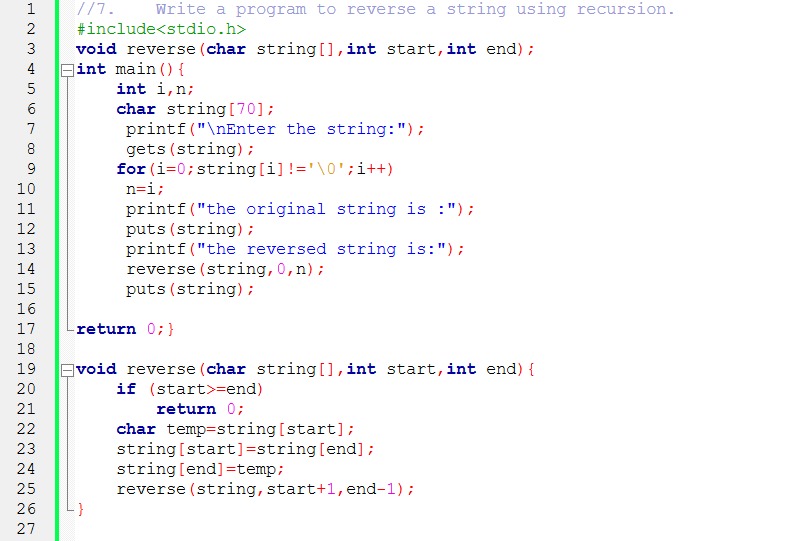 1 //7. Write a program to reverse a string using recursion.
2 #include<stdio.h>
3 void reverse(char string[],int start,int end);
4 int main(){
5 int i,n;
6 char string[70];
7 printf("\nEnter the string:");
8 gets(string);
9 for(i=0;string[i]!='\0';i++)
10 n=i;
11 printf("the original string is :");
12 puts(string);
13 printf("the reversed string is:");
14 reverse(string,0,n);
15 puts(string);
16
17 return 0;}
18
19 void reverse(char string[],int start,int end){
20 if (start>=end)
21 return 0;
22 char temp=string[start];
23 string[start]=string[end];
24 string[end]=temp;
25 reverse(string,start+1,end-1);
26 }
27